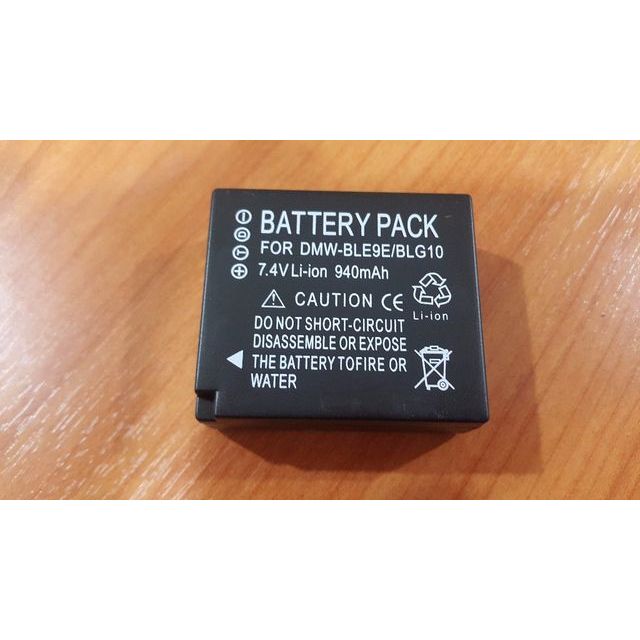 BATTERY PACK
FOR DMW-BLE9E/BLG10
7.4V Li-ion 940mAh
CAUTION CE
Li-ion
DO NOT SHORT-CIRCUIT
DISASSEMBLE OR EXPOSE
THE BATTERY TOFIRE OR
WATER